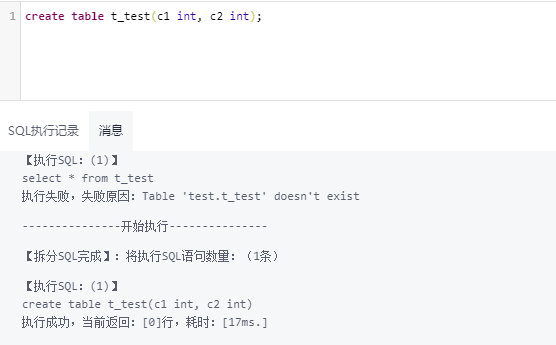 1 create table t_test(c1 int, c2 int);
SQL执行记录 消息
【执行SQL：(1)】
select * from t_test
执行失败，失败原因：Table 'test.t_test' doesn't exist
---------------开始执行---------------
【拆分SQL完成】：将执行SQL语句数量：（1条）
【执行SQL：(1)】
create table t_test(c1 int, c2 int)
执行成功，当前返回：[0]行，耗时：[17ms.]